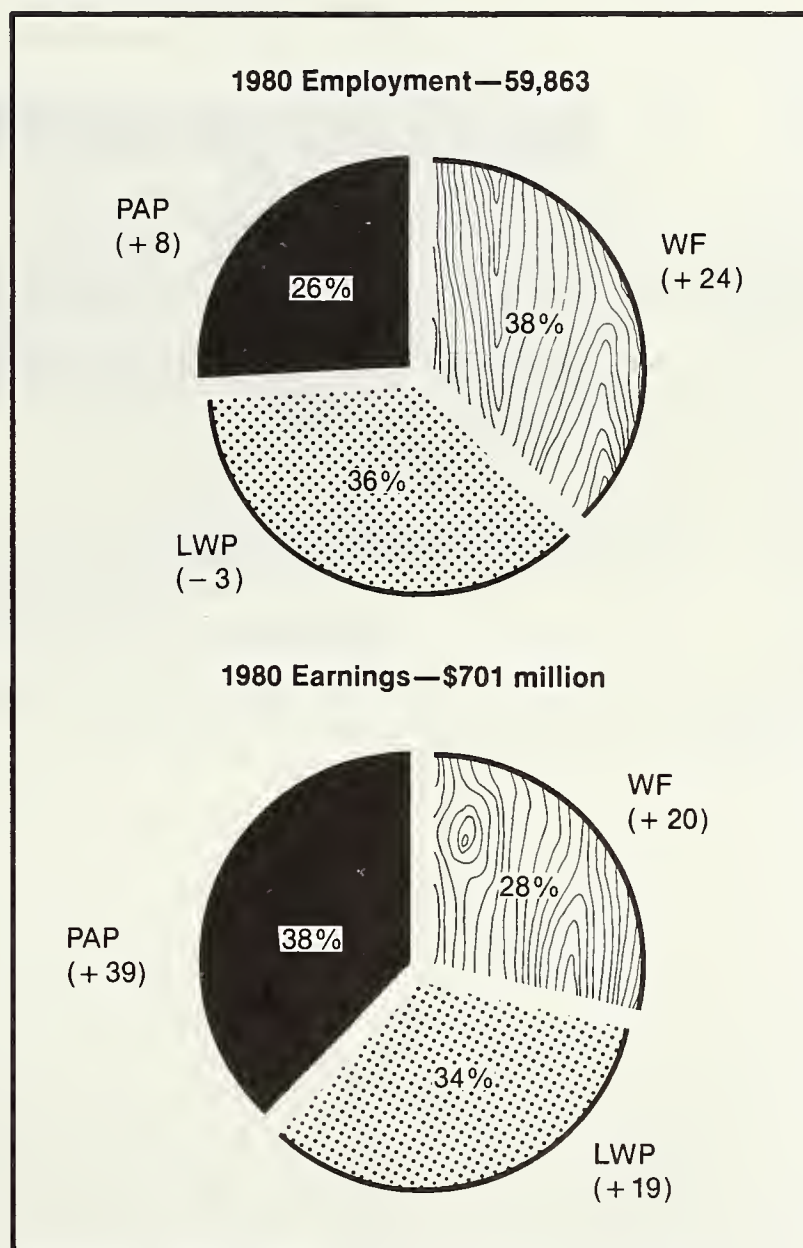 1980 Employment—59,863
PAP
(+ 8)
26%
WF
(+ 24)
38%
36%
LWP
(− 3)
1980 Earnings—$701 million
WF
(+ 20)
28%
PAP
(+ 39)
38%
34%
LWP
(+ 19)